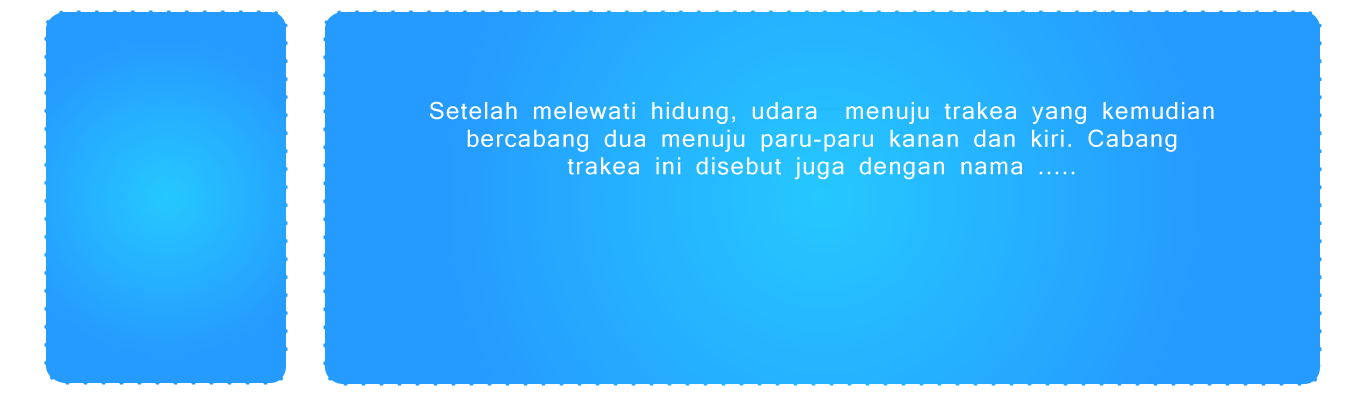 Setelah melewati hidung, udara  menuju trakea yang kemudian
bercabang dua menuju paru-paru kanan dan kiri. Cabang
trakea ini disebut juga dengan nama .....